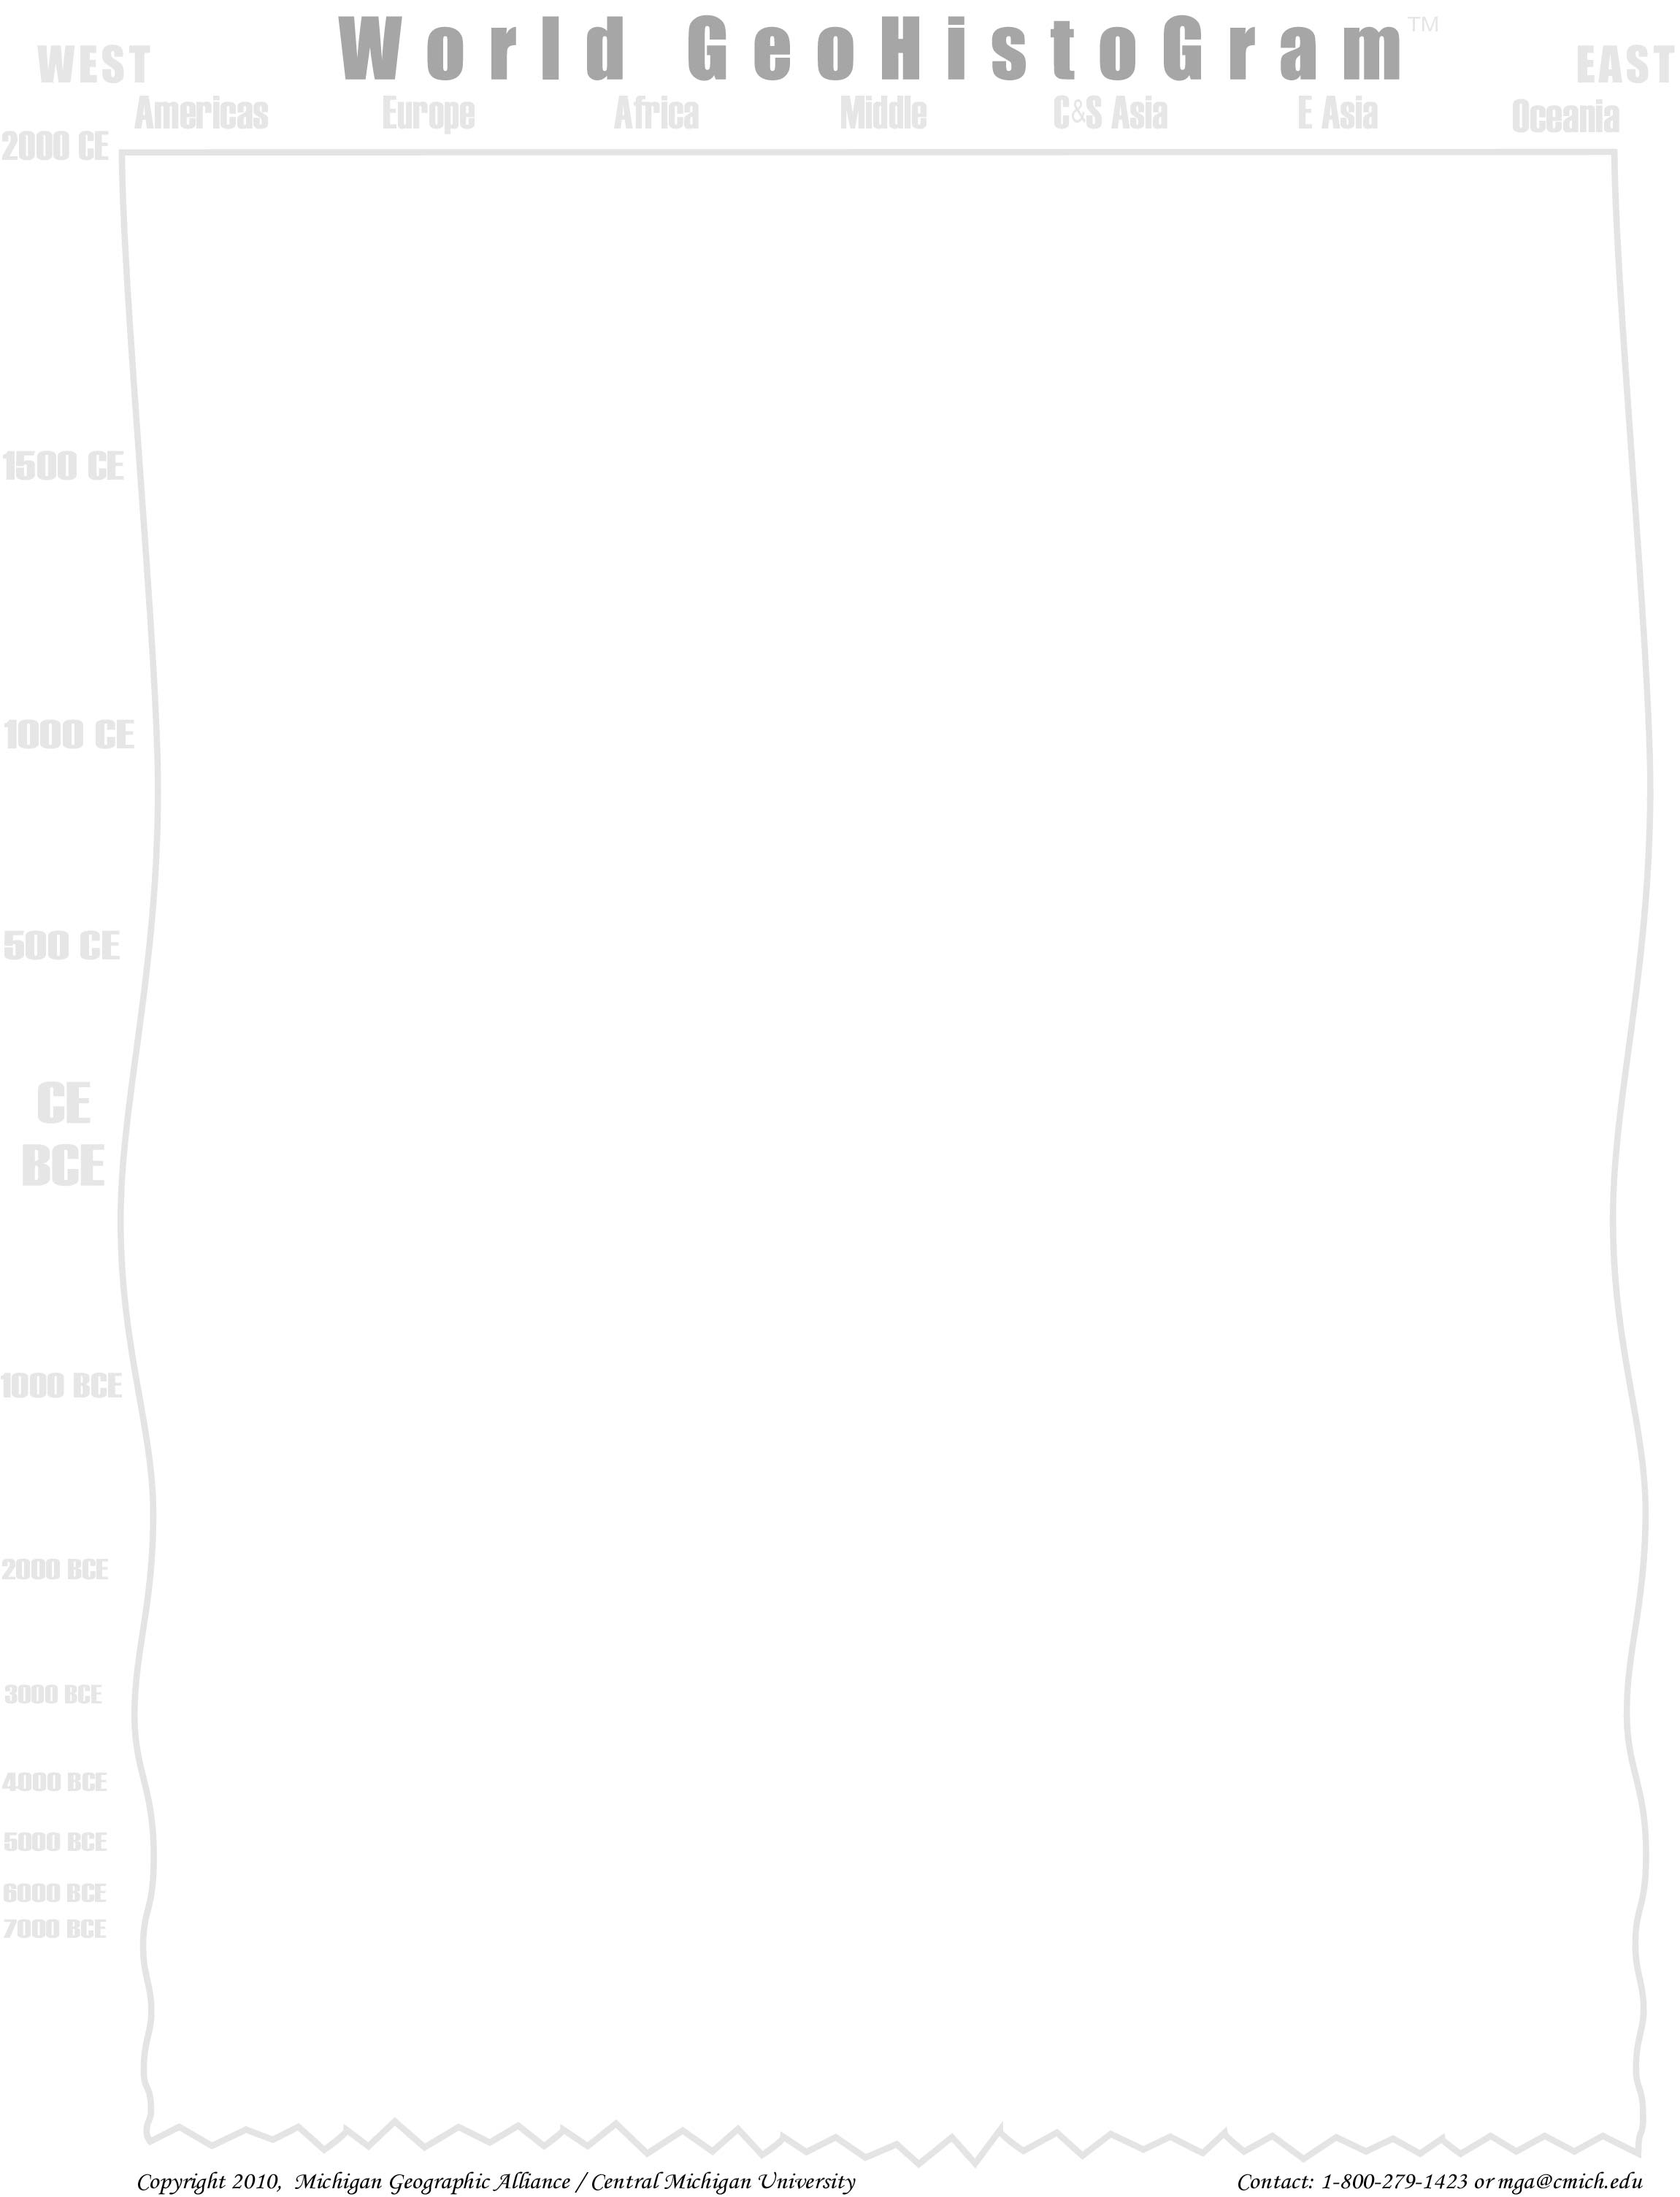 World GeoHistoGram™
WEST EAST
Americas Europe Africa Middle C&S Asia E Asia Oceania
2000 CE
1500 CE
1000 CE
500 CE
CE
BCE
1000 BCE
2000 BCE
3000 BCE
4000 BCE
5000 BCE
6000 BCE
7000 BCE
Copyright 2010, Michigan Geographic Alliance / Central Michigan University Contact: 1-800-279-1423 or mga@cmich.edu